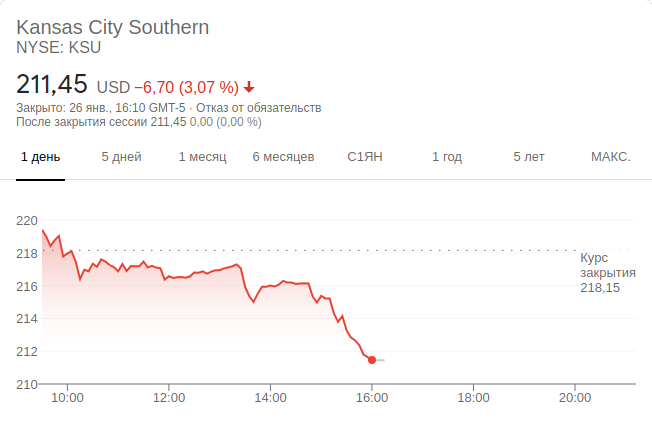 Kansas City Southern
NYSE: KSU
211,45 USD −6,70 (3,07 %)
Закрыто: 26 янв., 16:10 GMT-5 · Отказ от обязательств
После закрытия сессии 211,45 0,00 (0,00 %)
1 день 5 дней 1 месяц 6 месяцев С1ЯН 1 год 5 лет МАКС.
220
218
Курс
закрытия
218,15
216
214
212
210
10:00 12:00 14:00 16:00 18:00 20:00